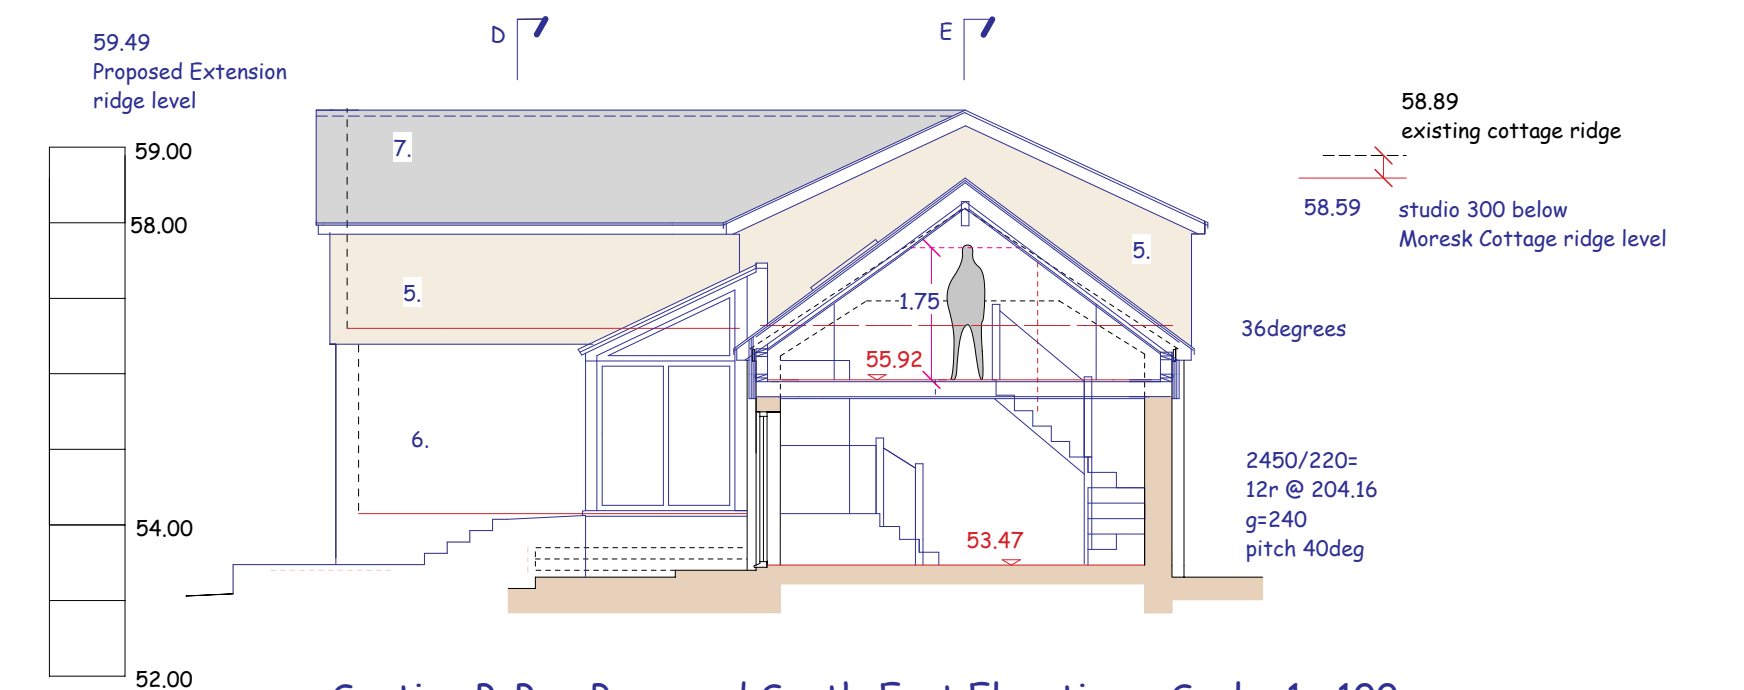 D
E
59.49
Proposed Extension
ridge level
58.89
existing cottage ridge
59.00
7.
58.00
58.59
studio 300 below
Moresk Cottage ridge level
5.
5.
1.75
36degrees
55.92
6.
2450/220=
12r @ 204.16
g=240
pitch 40deg
54.00
53.47
52.00